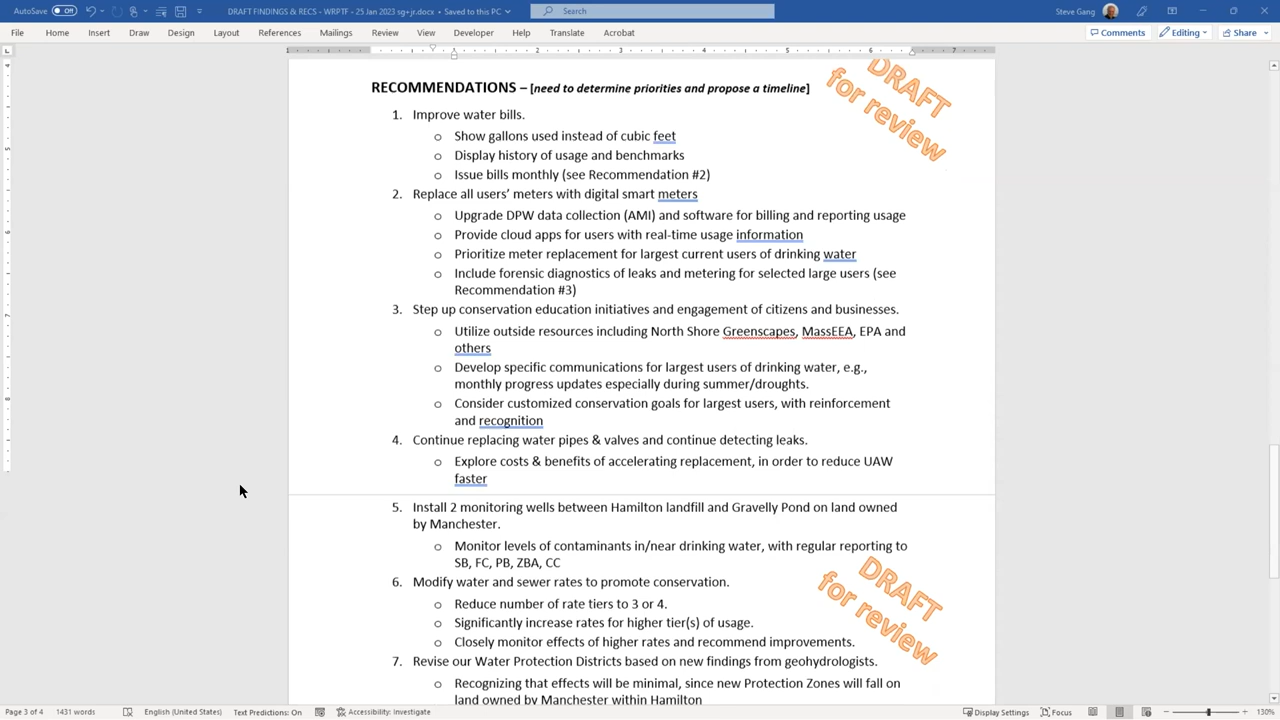 AutoSave Off DRAFT FINDINGS & RECS - WRPTF - 25 Jan 2023 sg+jr.docx • Saved to this PC Search Steve Gang
File Home Insert Draw Design Layout References Mailings Review View Developer Help Translate Acrobat Comments Editing Share
RECOMMENDATIONS – [need to determine priorities and propose a timeline]
DRAFT
for review
1. Improve water bills.
o Show gallons used instead of cubic feet
o Display history of usage and benchmarks
o Issue bills monthly (see Recommendation #2)
2. Replace all users’ meters with digital smart meters
o Upgrade DPW data collection (AMI) and software for billing and reporting usage
o Provide cloud apps for users with real-time usage information
o Prioritize meter replacement for largest current users of drinking water
o Include forensic diagnostics of leaks and metering for selected large users (see
Recommendation #3)
3. Step up conservation education initiatives and engagement of citizens and businesses.
o Utilize outside resources including North Shore Greenscapes, MassEEA, EPA and
others
o Develop specific communications for largest users of drinking water, e.g.,
monthly progress updates especially during summer/droughts.
o Consider customized conservation goals for largest users, with reinforcement
and recognition
4. Continue replacing water pipes & valves and continue detecting leaks.
o Explore costs & benefits of accelerating replacement, in order to reduce UAW
faster
5. Install 2 monitoring wells between Hamilton landfill and Gravelly Pond on land owned
by Manchester.
o Monitor levels of contaminants in/near drinking water, with regular reporting to
SB, FC, PB, ZBA, CC
6. Modify water and sewer rates to promote conservation.
o Reduce number of rate tiers to 3 or 4.
o Significantly increase rates for higher tier(s) of usage.
o Closely monitor effects of higher rates and recommend improvements.
DRAFT
for review
7. Revise our Water Protection Districts based on new findings from geohydrologists.
o Recognizing that effects will be minimal, since new Protection Zones will fall on
land owned by Manchester within Hamilton
Page 3 of 4 1431 words English (United States) Text Predictions: On Accessibility: Investigate Display Settings Focus 130%